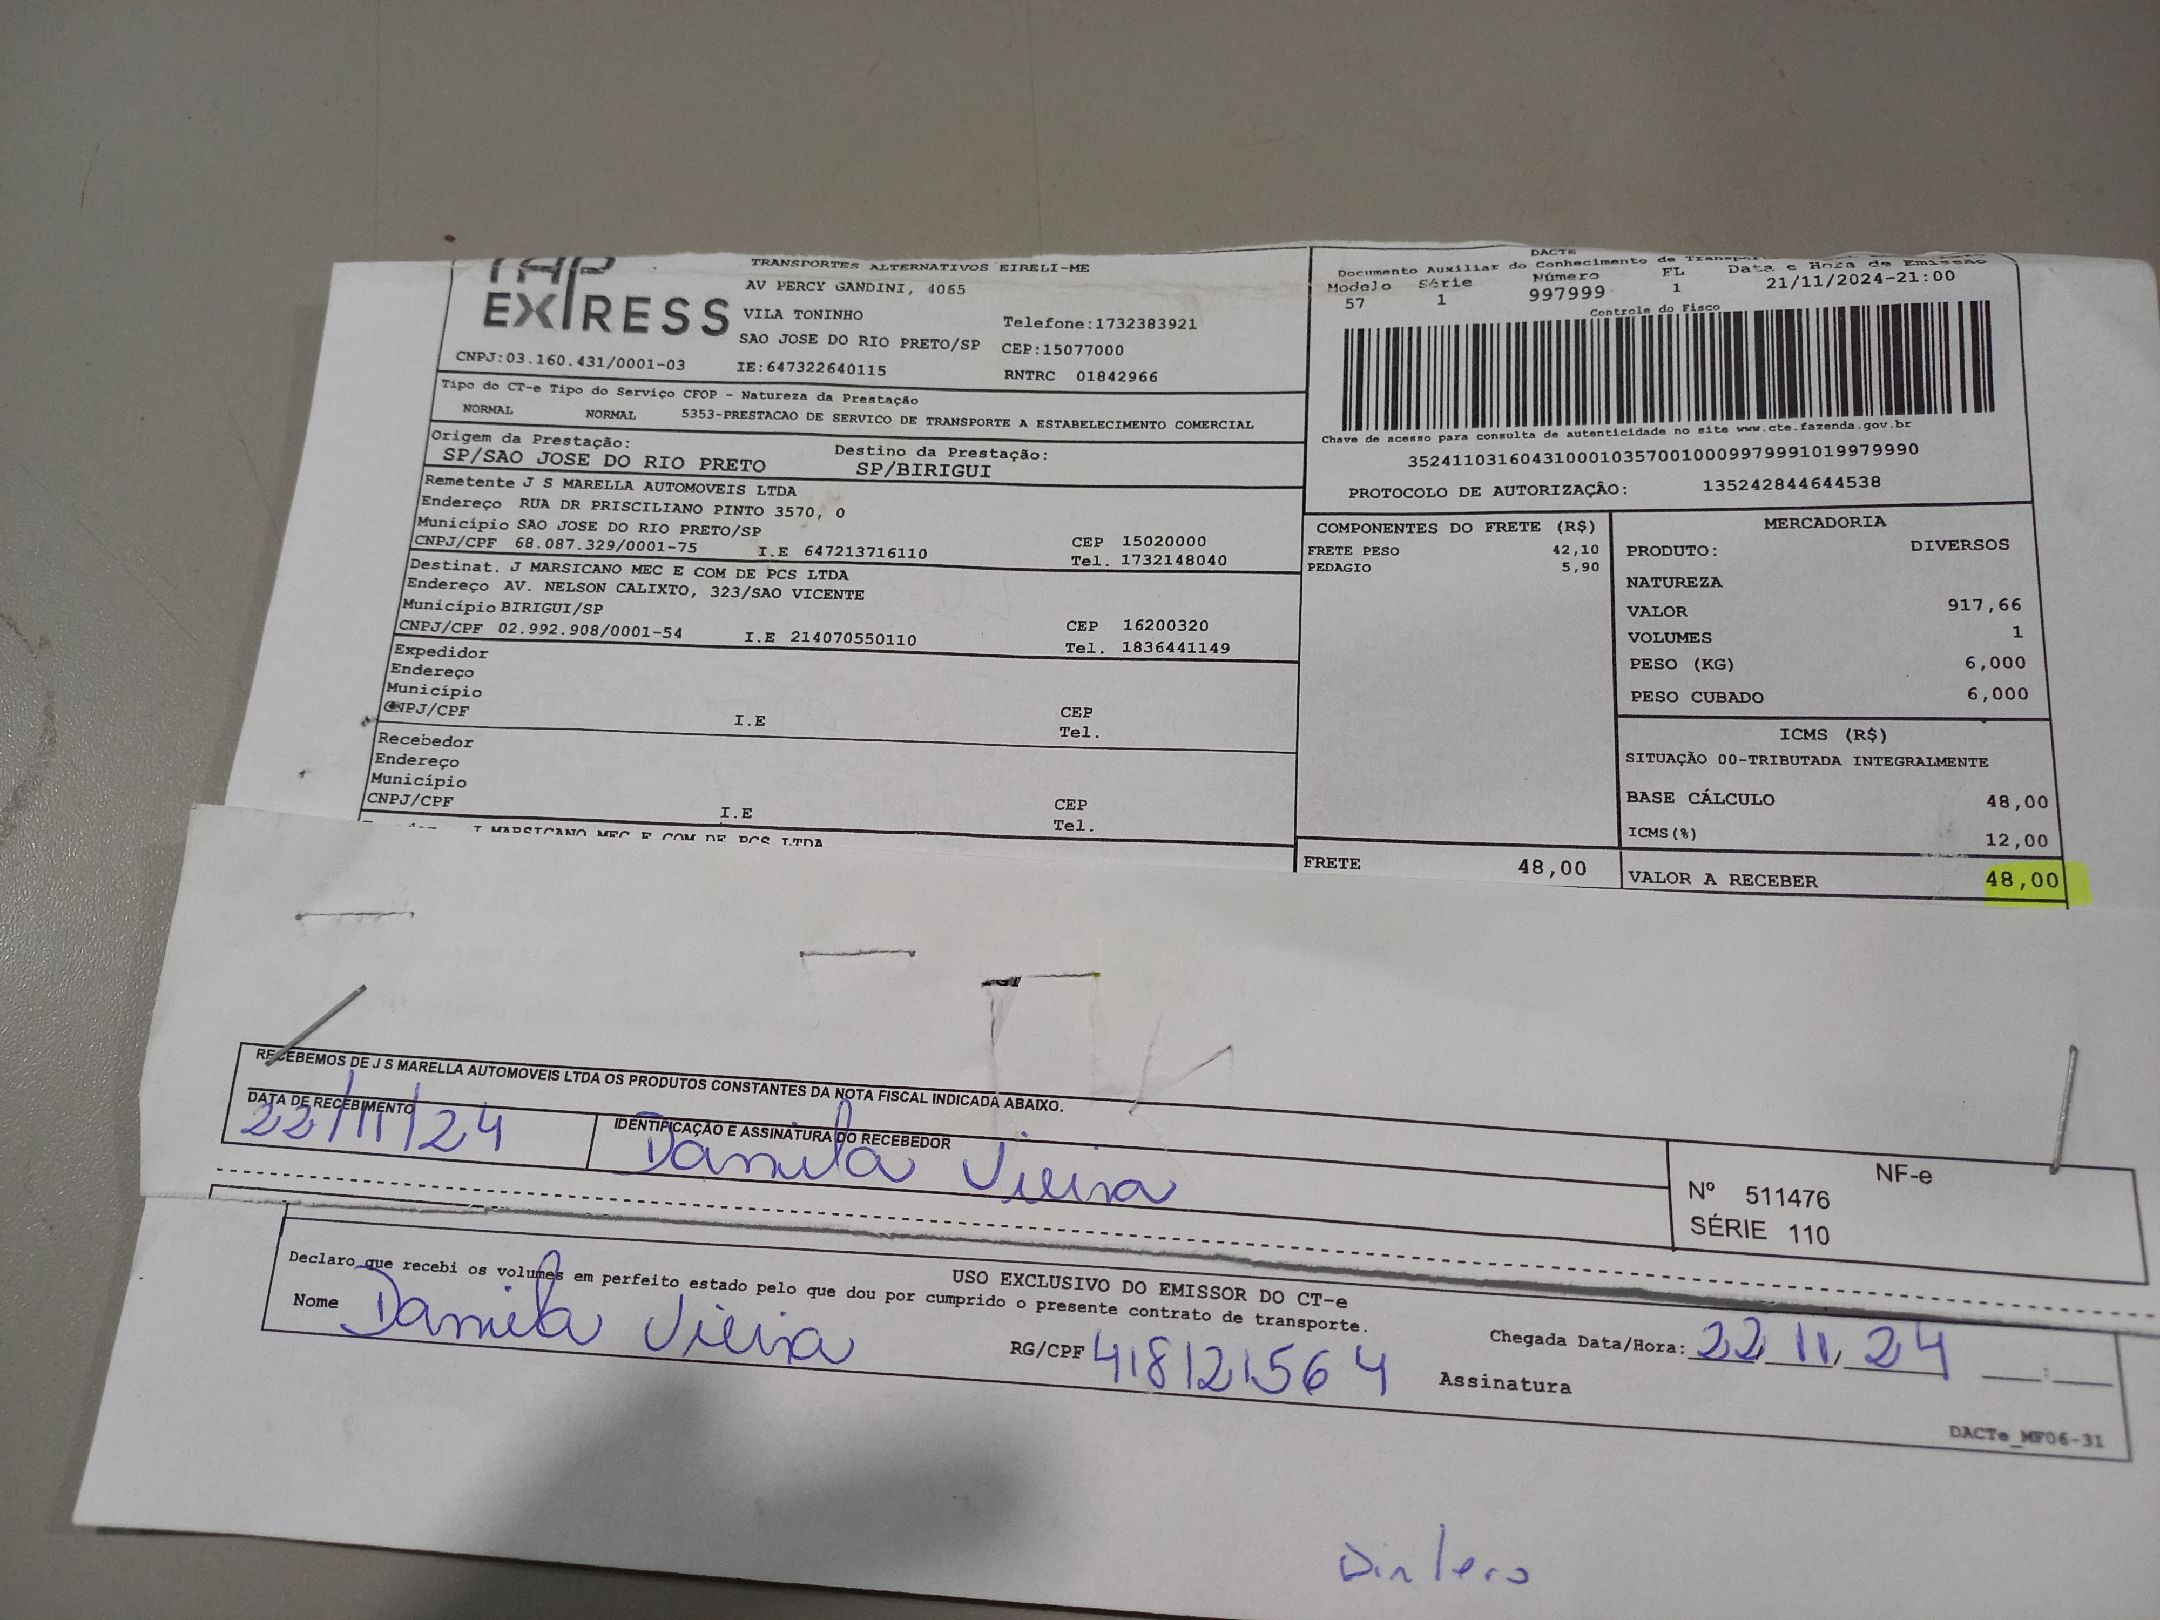 EXPRESS
TRANSPORTES ALTERNATIVOS EIRELI-ME
AV PERCY GANDINI, 4065
VILA TONINHO
Telefone:1732383921
SAO JOSE DO RIO PRETO/SP
CEP:15077000
CNPJ:03.160.431/0001-03
IE:647322640115
RNTRC 01842966
DACTE
Documento Auxiliar do Conhecimento de
Modelo Série Número FL Data e Hora de Emissão
57 1 997999 1 21/11/2024-21:00
Controle do Fisco
Chave de acesso para consulta de autenticidade no site www.cte.fazenda.gov.br
35241103160431000103570010009979991019979990
PROTOCOLO DE AUTORIZAÇÃO: 135242844644538
Tipo do CT-e Tipo do Serviço CFOP - Natureza da Prestação
NORMAL NORMAL 5353-PRESTACAO DE SERVICO DE TRANSPORTE A ESTABELECIMENTO COMERCIAL
Origem da Prestação: Destino da Prestação:
SP/SAO JOSE DO RIO PRETO SP/BIRIGUI
Remetente J S MARELLA AUTOMOVEIS LTDA
Endereço RUA DR PRISCILIANO PINTO 3570, 0
Município SAO JOSE DO RIO PRETO/SP CEP 15020000
CNPJ/CPF 68.087.329/0001-75 I.E 647213716110 Tel. 1732148040
Destinat. J MARSICANO MEC E COM DE PCS LTDA
Endereço AV. NELSON CALIXTO, 323/SAO VICENTE
Município BIRIGUI/SP CEP 16200320
CNPJ/CPF 02.992.908/0001-54 I.E 214070550110 Tel. 1836441149
Expedidor
Endereço
Município CEP
CNPJ/CPF I.E Tel.
Recebedor
Endereço
Município CEP
CNPJ/CPF I.E Tel.
J MARSICANO MEC E COM DE PCS LTDA
COMPONENTES DO FRETE (R$)
FRETE PESO 42,10
PEDAGIO 5,90
FRETE 48,00
MERCADORIA
PRODUTO: DIVERSOS
NATUREZA
VALOR 917,66
VOLUMES 1
PESO (KG) 6,000
PESO CUBADO 6,000
ICMS (R$)
SITUAÇÃO 00-TRIBUTADA INTEGRALMENTE
BASE CÁLCULO 48,00
ICMS(%) 12,00
VALOR A RECEBER 48,00
RECEBEMOS DE J S MARELLA AUTOMOVEIS LTDA OS PRODUTOS CONSTANTES DA NOTA FISCAL INDICADA ABAIXO.
DATA DE RECEBIMENTO IDENTIFICAÇÃO E ASSINATURA DO RECEBEDOR
22/11/24 Damila Vieira
NF-e
Nº 511476
SÉRIE 110
USO EXCLUSIVO DO EMISSOR DO CT-e
Declaro que recebi os volumes em perfeito estado pelo que dou por cumprido o presente contrato de transporte.
Nome Damila Vieira RG/CPF 418121564 Chegada Data/Hora: 22 11, 24
Assinatura
DACTe_MF06-31